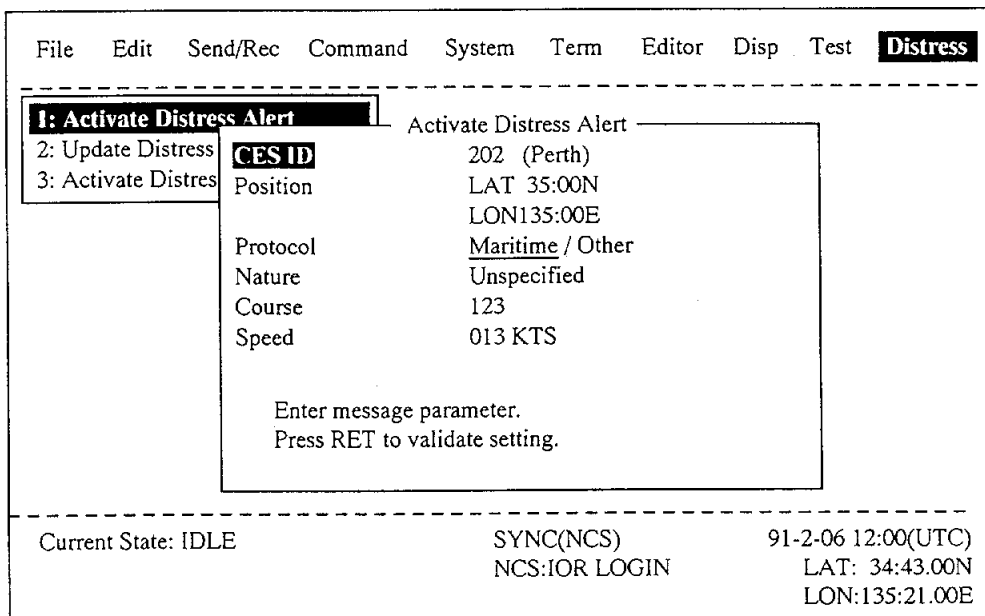 File Edit Send/Rec Command System Term Editor Disp Test Distress
1: Activate Distress Alert
2: Update Distress
3: Activate Distres
Activate Distress Alert
CES ID 202 (Perth)
Position LAT 35:00N
LON135:00E
Protocol Maritime / Other
Nature Unspecified
Course 123
Speed 013 KTS
Enter message parameter.
Press RET to validate setting.
Current State: IDLE SYNC(NCS) 91-2-06 12:00(UTC)
NCS:IOR LOGIN LAT: 34:43.00N
LON:135:21.00E